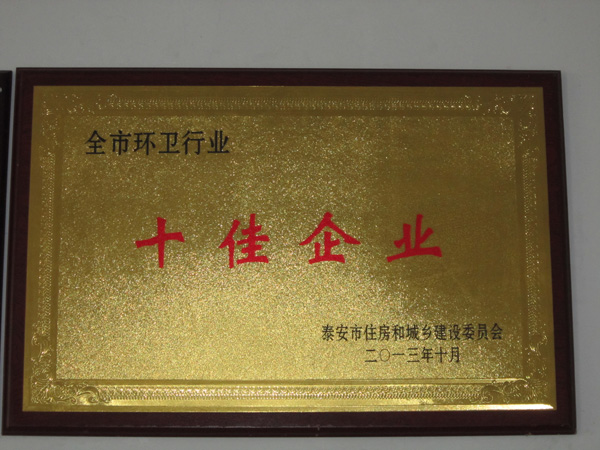 全市环卫行业
十佳企业
泰安市住房和城乡建设委员会
二〇一三年十月